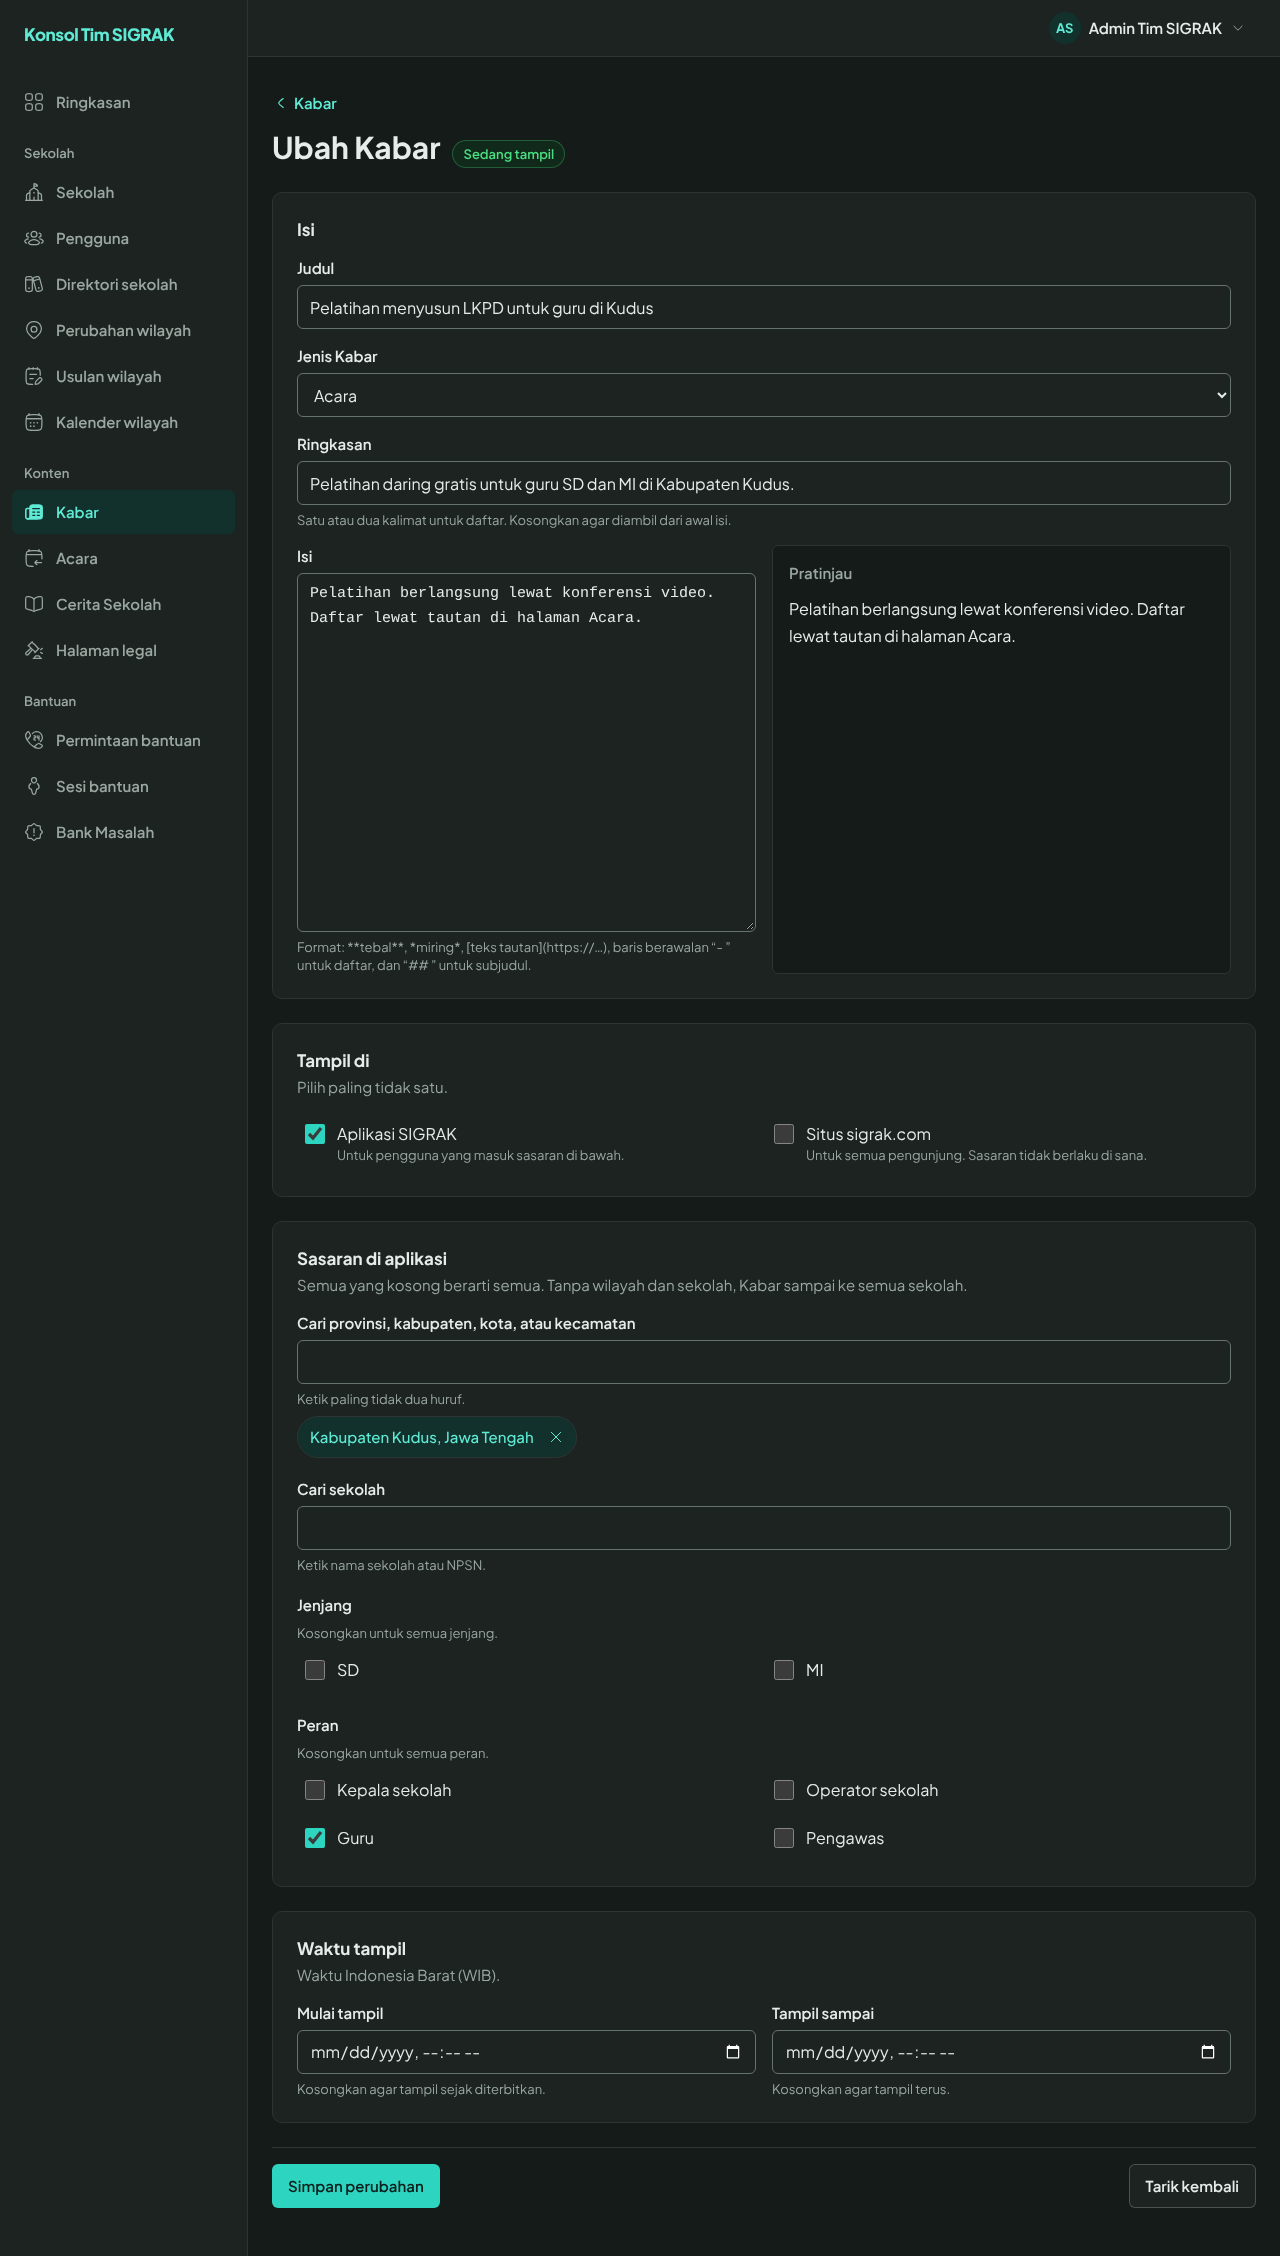 Konsol Tim SIGRAK
AS
Admin Tim SIGRAK
Ringkasan
Sekolah
Sekolah
Pengguna
Direktori sekolah
Perubahan wilayah
Usulan wilayah
Kalender wilayah
Konten
Kabar
Acara
Cerita Sekolah
Halaman legal
Bantuan
Permintaan bantuan
Sesi bantuan
Bank Masalah
Kabar
Ubah Kabar
Sedang tampil
Isi
Judul
Pelatihan menyusun LKPD untuk guru di Kudus
Jenis Kabar
Acara
Ringkasan
Pelatihan daring gratis untuk guru SD dan MI di Kabupaten Kudus.
Satu atau dua kalimat untuk daftar. Kosongkan agar diambil dari awal isi.
Isi
Pelatihan berlangsung lewat konferensi video.
Daftar lewat tautan di halaman Acara.
Format: **tebal**, *miring*, [teks tautan](https://…), baris berawalan “- ”
untuk daftar, dan “## ” untuk subjudul.
Pratinjau
Pelatihan berlangsung lewat konferensi video. Daftar
lewat tautan di halaman Acara.
Tampil di
Pilih paling tidak satu.
Aplikasi SIGRAK
Untuk pengguna yang masuk sasaran di bawah.
Situs sigrak.com
Untuk semua pengunjung. Sasaran tidak berlaku di sana.
Sasaran di aplikasi
Semua yang kosong berarti semua. Tanpa wilayah dan sekolah, Kabar sampai ke semua sekolah.
Cari provinsi, kabupaten, kota, atau kecamatan
Ketik paling tidak dua huruf.
Kabupaten Kudus, Jawa Tengah
Cari sekolah
Ketik nama sekolah atau NPSN.
Jenjang
Kosongkan untuk semua jenjang.
SD
MI
Peran
Kosongkan untuk semua peran.
Kepala sekolah
Operator sekolah
Guru
Pengawas
Waktu tampil
Waktu Indonesia Barat (WIB).
Mulai tampil
mm/dd/yyyy, --:-- --
Kosongkan agar tampil sejak diterbitkan.
Tampil sampai
mm/dd/yyyy, --:-- --
Kosongkan agar tampil terus.
Simpan perubahan
Tarik kembali